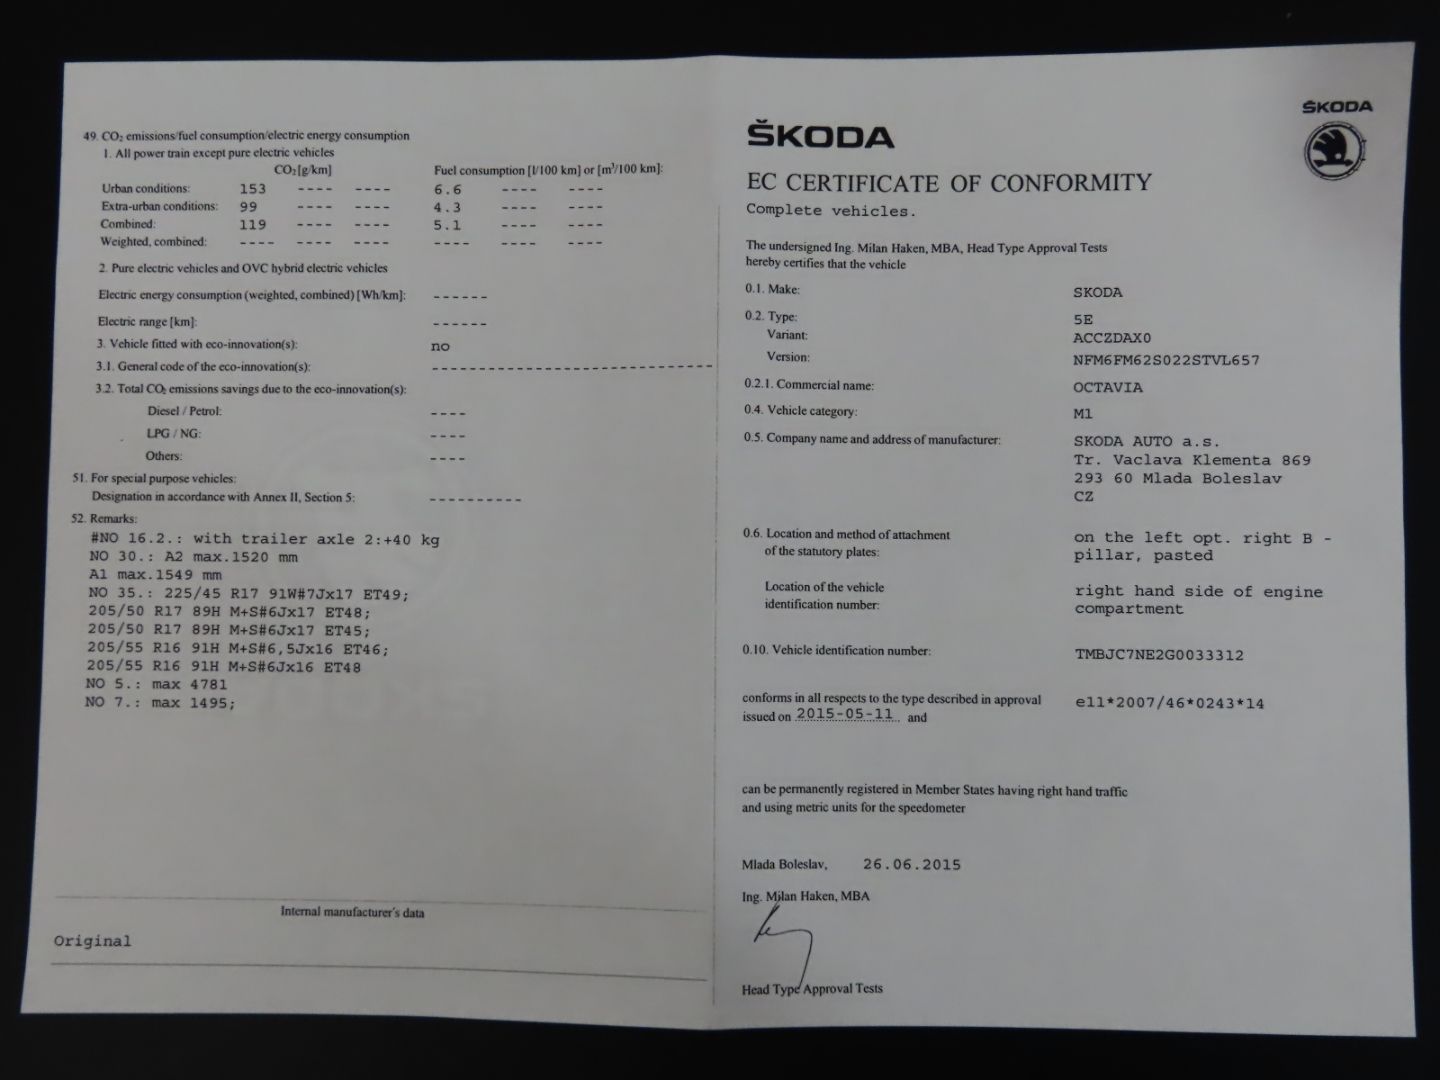 49. CO₂ emissions/fuel consumption/electric energy consumption
1. All power train except pure electric vehicles
CO₂ [g/km] Fuel consumption [l/100 km] or [m³/100 km]:
Urban conditions: 153 ---- ---- 6.6 ---- ----
Extra-urban conditions: 99 ---- ---- 4.3 ---- ----
Combined: 119 ---- ---- 5.1 ---- ----
Weighted, combined: ---- ---- ---- ---- ---- ----
2. Pure electric vehicles and OVC hybrid electric vehicles
Electric energy consumption (weighted, combined) [Wh/km]: ------
Electric range [km]: ------
3. Vehicle fitted with eco-innovation(s): no
3.1. General code of the eco-innovation(s): ------------------------------
3.2. Total CO₂ emissions savings due to the eco-innovation(s):
Diesel / Petrol: ----
LPG / NG: ----
Others: ----
51. For special purpose vehicles:
Designation in accordance with Annex II, Section 5: ----------
52. Remarks:
#NO 16.2.: with trailer axle 2:+40 kg
NO 30.: A2 max.1520 mm
A1 max.1549 mm
NO 35.: 225/45 R17 91W#7Jx17 ET49;
205/50 R17 89H M+S#6Jx17 ET48;
205/50 R17 89H M+S#6Jx17 ET45;
205/55 R16 91H M+S#6,5Jx16 ET46;
205/55 R16 91H M+S#6Jx16 ET48
NO 5.: max 4781
NO 7.: max 1495;
Internal manufacturer's data
Original
ŠKODA
ŠKODA
EC CERTIFICATE OF CONFORMITY
Complete vehicles.
The undersigned Ing. Milan Haken, MBA, Head Type Approval Tests
hereby certifies that the vehicle
0.1. Make: SKODA
0.2. Type: 5E
Variant: ACCZDAX0
Version: NFM6FM62S022STVL657
0.2.1. Commercial name: OCTAVIA
0.4. Vehicle category: M1
0.5. Company name and address of manufacturer: SKODA AUTO a.s.
Tr. Vaclava Klementa 869
293 60 Mlada Boleslav
CZ
0.6. Location and method of attachment on the left opt. right B -
of the statutory plates: pillar, pasted
Location of the vehicle right hand side of engine
identification number: compartment
0.10. Vehicle identification number: TMBJC7NE2G0033312
conforms in all respects to the type described in approval e11*2007/46*0243*14
issued on 2015-05-11 and
can be permanently registered in Member States having right hand traffic
and using metric units for the speedometer
Mlada Boleslav, 26.06.2015
Ing. Milan Haken, MBA
Head Type Approval Tests